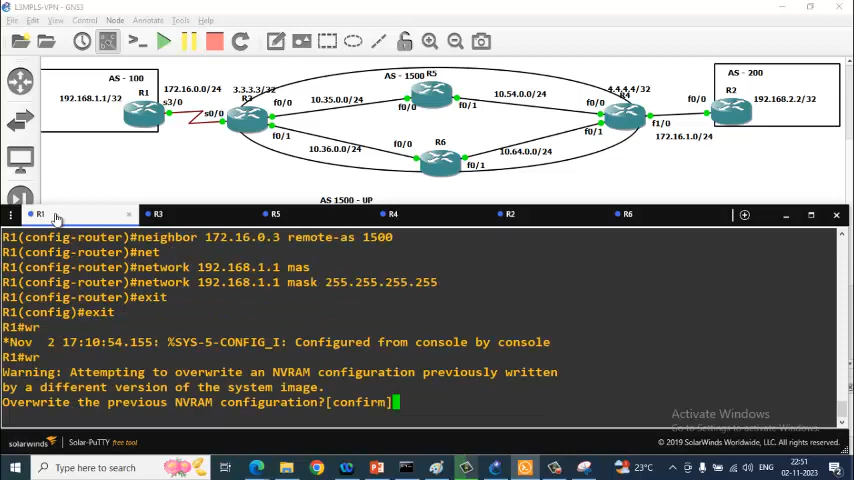 L3MPLS-VPN - GNS3
File Edit View Control Node Annotate Tools Help
AS - 100
192.168.1.1/32
R1
s3/0
172.16.0.0/24
s0/0
3.3.3.3/32
R3
f0/0
f0/1
10.35.0.0/24
10.36.0.0/24
AS - 1500
R5
f0/0
f0/1
10.54.0.0/24
R6
f0/0
f0/1
10.64.0.0/24
4.4.4.4/32
R4
f0/0
f0/1
f1/0
172.16.1.0/24
AS - 200
f0/0
R2
192.168.2.2/32
AS 1500 - UP
R1 R3 R5 R4 R2 R6
R1(config-router)#neighbor 172.16.0.3 remote-as 1500
R1(config-router)#net
R1(config-router)#network 192.168.1.1 mas
R1(config-router)#network 192.168.1.1 mask 255.255.255.255
R1(config-router)#exit
R1(config)#exit
R1#wr
*Nov  2 17:10:54.155: %SYS-5-CONFIG_I: Configured from console by console
R1#wr
Warning: Attempting to overwrite an NVRAM configuration previously written
by a different version of the system image.
Overwrite the previous NVRAM configuration?[confirm]
Activate Windows
Go to Settings to activate Windows.
solarwinds Solar-PuTTY free tool
© 2019 SolarWinds Worldwide, LLC. All rights reserved.
Type here to search
23°C
ENG
22:51
02-11-2023
2